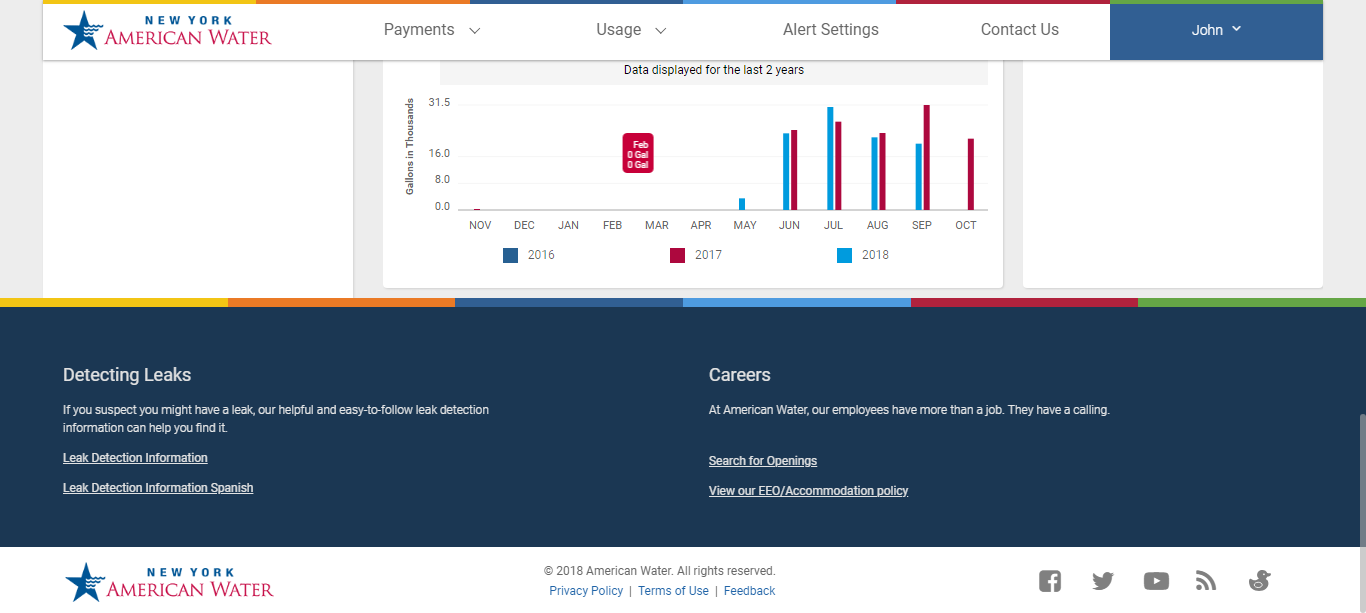 NEW YORK
AMERICAN WATER
Payments
Usage
Alert Settings
Contact Us
John
Data displayed for the last 2 years
Gallons in Thousands
31.5
16.0
8.0
0.0
Feb
0 Gal
0 Gal
NOV DEC JAN FEB MAR APR MAY JUN JUL AUG SEP OCT
2016 2017 2018
Detecting Leaks
If you suspect you might have a leak, our helpful and easy-to-follow leak detection
information can help you find it.
Leak Detection Information
Leak Detection Information Spanish
Careers
At American Water, our employees have more than a job. They have a calling.
Search for Openings
View our EEO/Accommodation policy
NEW YORK
AMERICAN WATER
© 2018 American Water. All rights reserved.
Privacy Policy | Terms of Use | Feedback